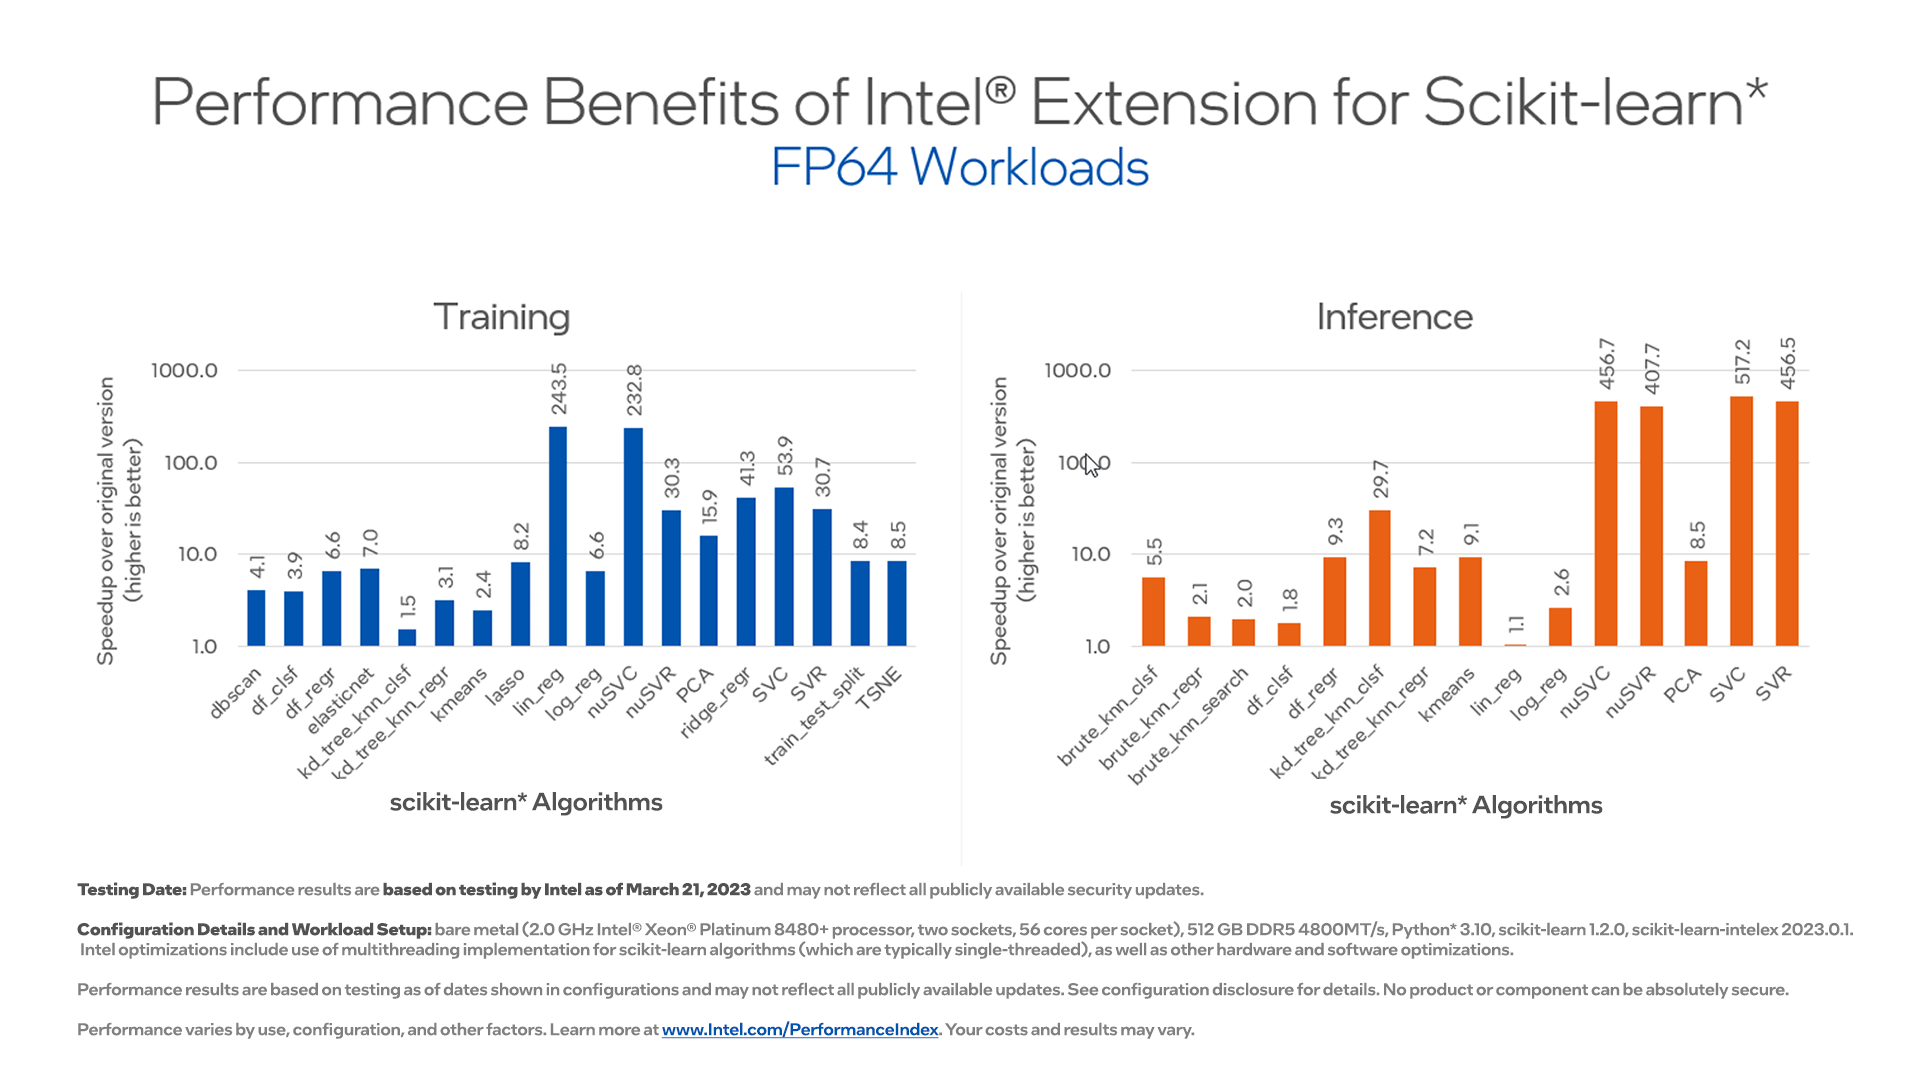 Performance Benefits of Intel® Extension for Scikit-learn*
FP64 Workloads
Training
Speedup over original version
(higher is better)
1000.0
100.0
10.0
1.0
4.1
3.9
6.6
7.0
1.5
3.1
2.4
8.2
243.5
6.6
232.8
30.3
15.9
41.3
53.9
30.7
8.4
8.5
dbscan
df_clsf
df_regr
elasticnet
kd_tree_knn_clsf
kd_tree_knn_regr
kmeans
lasso
lin_reg
log_reg
nuSVC
nuSVR
PCA
ridge_regr
SVC
SVR
train_test_split
TSNE
scikit-learn* Algorithms
Inference
Speedup over original version
(higher is better)
1000.0
100.0
10.0
1.0
5.5
2.1
2.0
1.8
9.3
29.7
7.2
9.1
1.1
2.6
456.7
407.7
8.5
517.2
456.5
brute_knn_clsf
brute_knn_regr
brute_knn_search
df_clsf
df_regr
kd_tree_knn_clsf
kd_tree_knn_regr
kmeans
lin_reg
log_reg
nuSVC
nuSVR
PCA
SVC
SVR
scikit-learn* Algorithms
Testing Date: Performance results are based on testing by Intel as of March 21, 2023 and may not reflect all publicly available security updates.
Configuration Details and Workload Setup: bare metal (2.0 GHz Intel® Xeon® Platinum 8480+ processor, two sockets, 56 cores per socket), 512 GB DDR5 4800MT/s, Python* 3.10, scikit-learn 1.2.0, scikit-learn-intelex 2023.0.1.
Intel optimizations include use of multithreading implementation for scikit-learn algorithms (which are typically single-threaded), as well as other hardware and software optimizations.
Performance results are based on testing as of dates shown in configurations and may not reflect all publicly available updates. See configuration disclosure for details. No product or component can be absolutely secure.
Performance varies by use, configuration, and other factors. Learn more at www.Intel.com/PerformanceIndex. Your costs and results may vary.